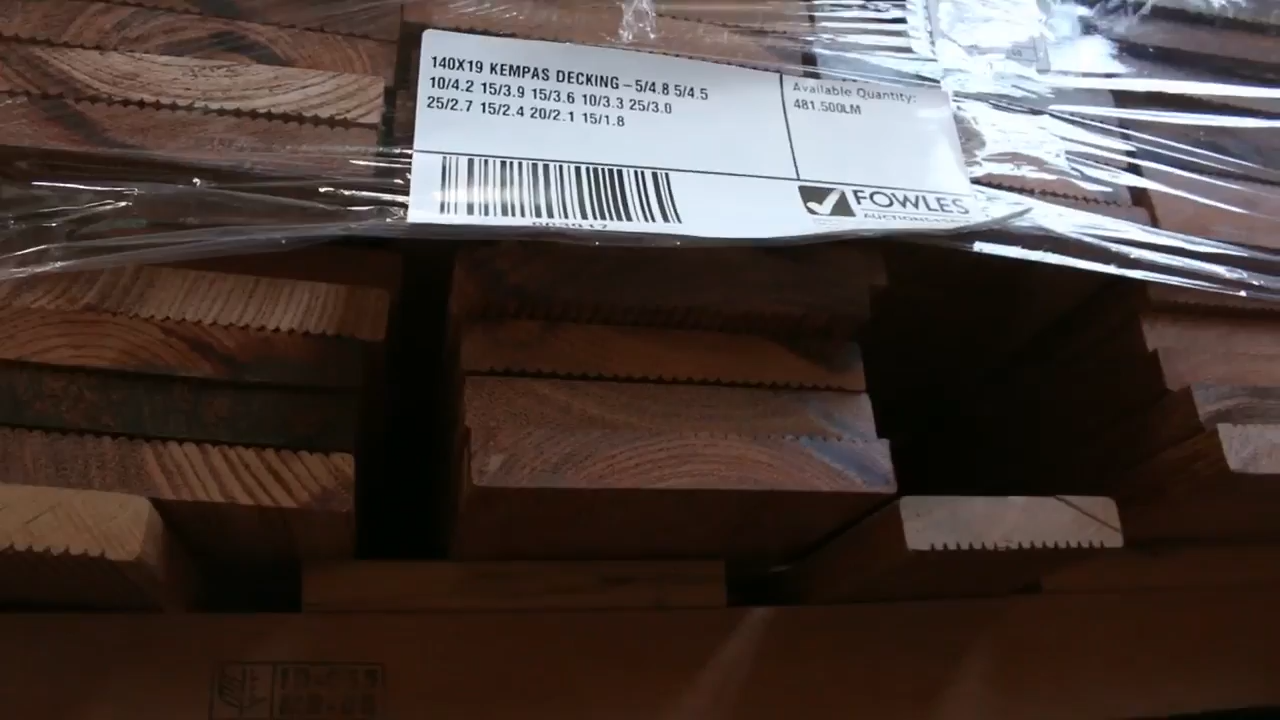 140X19 KEMPAS DECKING – 5/4.8 5/4.5
10/4.2 15/3.9 15/3.6 10/3.3 25/3.0
25/2.7 15/2.4 20/2.1 15/1.8
Available Quantity:
481.500LM
FOWLES